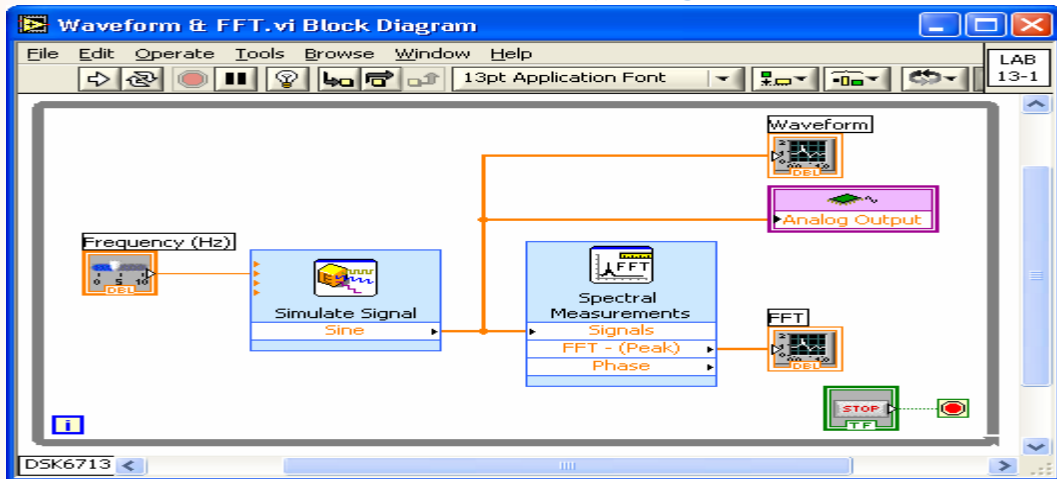 Waveform & FFT.vi Block Diagram
File Edit Operate Tools Browse Window Help
13pt Application Font
LAB
13-1
Waveform
DBL
Analog Output
Frequency (Hz)
0 5 10
DBL
Simulate Signal
Sine
FFT
Spectral
Measurements
Signals
FFT - (Peak)
Phase
FFT
DBL
STOP
TF
i
DSK6713